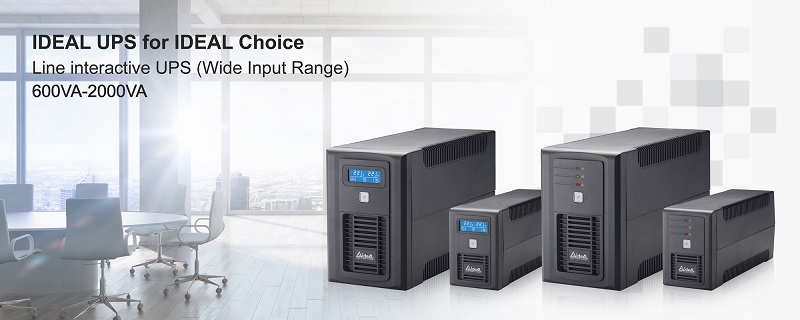 IDEAL UPS for IDEAL Choice
Line interactive UPS (Wide Input Range)
600VA-2000VA